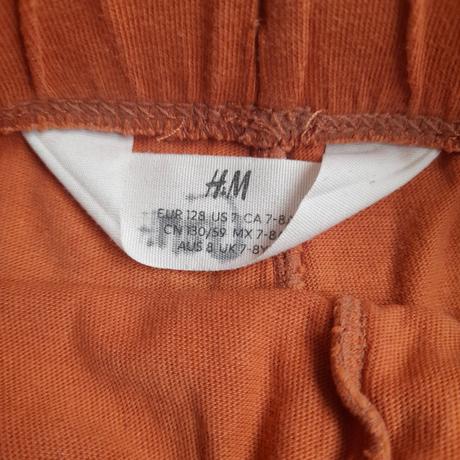 H&M
EUR 128 US 7 CA 7-8
CN 130/59 MX 7-8
AUS 8 UK 7-8Y